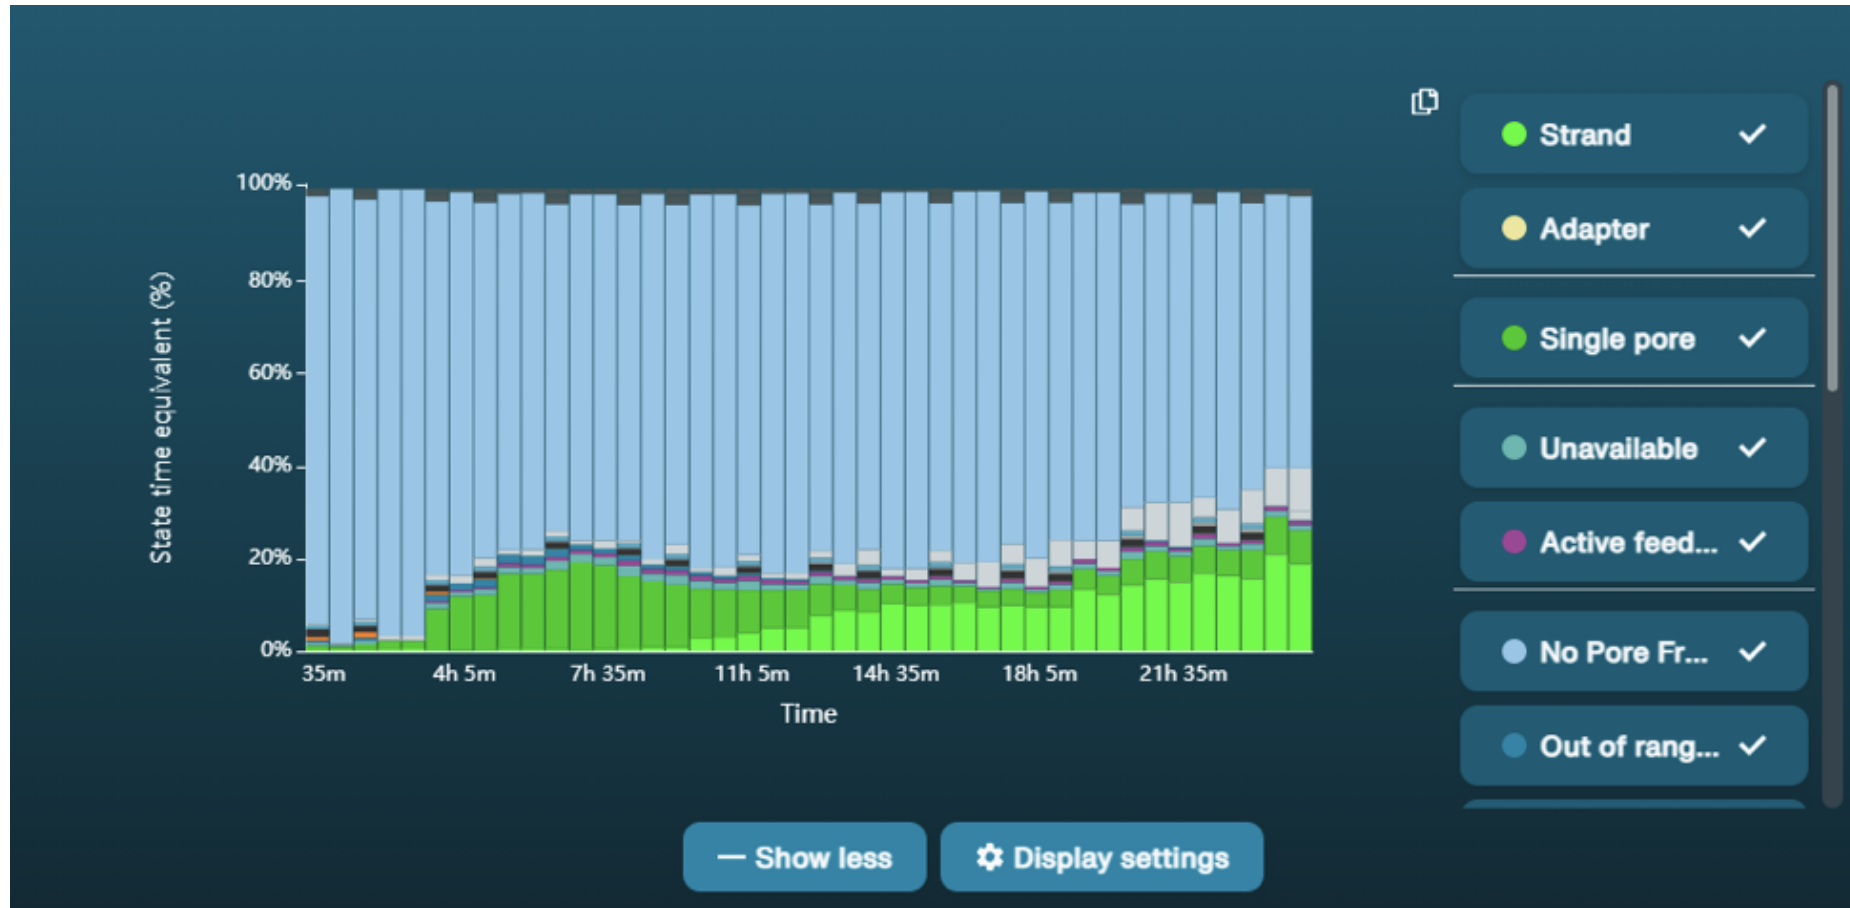 State time equivalent (%)
100%
80%
60%
40%
20%
0%
35m 4h 5m 7h 35m 11h 5m 14h 35m 18h 5m 21h 35m
Time
Strand
Adapter
Single pore
Unavailable
Active feed...
No Pore Fr...
Out of rang...
Show less
Display settings